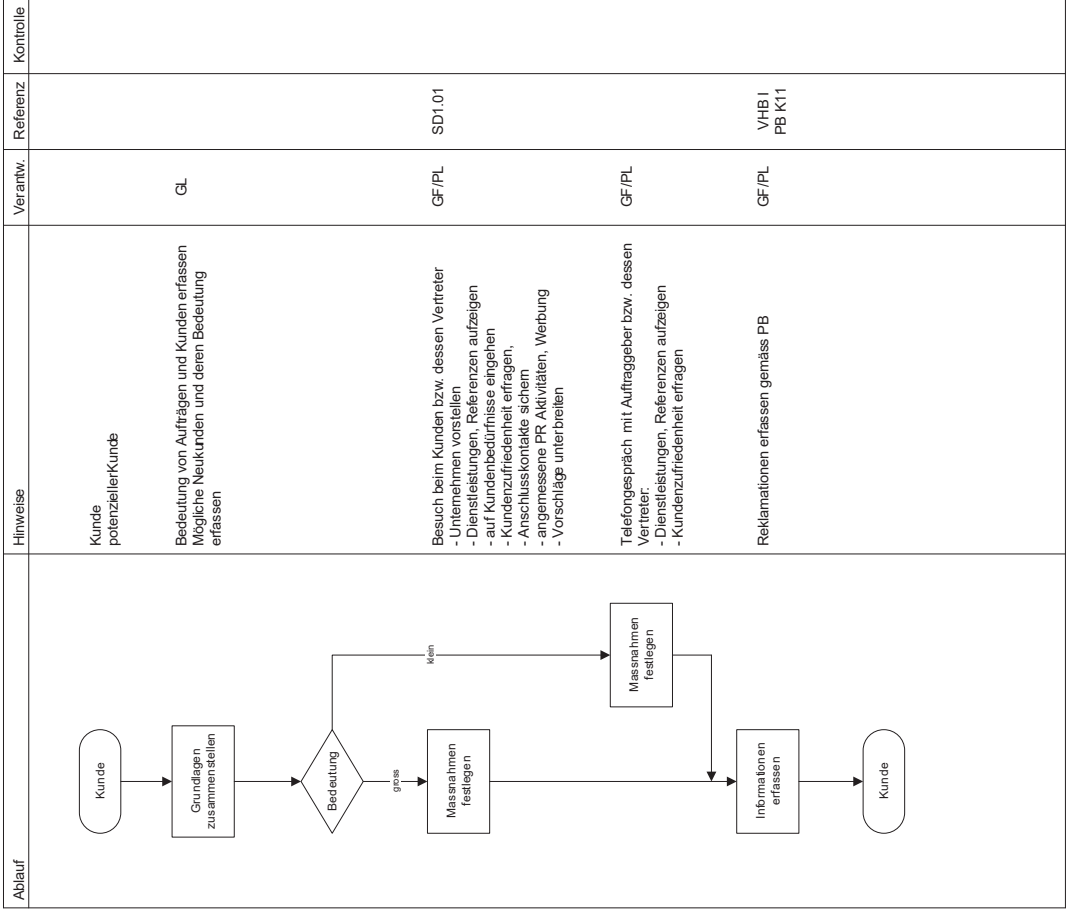 Ablauf
Hinweise
Verantw.
Referenz
Kontrolle
Kunde
Kunde
potenziellerKunde
Grundlagen
zusammenstellen
Bedeutung von Aufträgen und Kunden erfassen
Mögliche Neukunden und deren Bedeutung
erfassen
GL
Bedeutung
gross
klein
Massnahmen
festlegen
Besuch beim Kunden bzw. dessen Vertreter
- Unternehmen vorstellen
- Dienstleistungen, Referenzen aufzeigen
- auf Kundenbedürfnisse eingehen
- Kundenzufriedenheit erfragen,
- Anschlusskontakte sichern
- angemessene PR Aktivitäten, Werbung
- Vorschläge unterbreiten
GF/PL
SD1.01
Massnahmen
festlegen
Telefongespräch mit Auftraggeber bzw. dessen
Vertreter:
- Dienstleistungen, Referenzen aufzeigen
- Kundenzufriedenheit erfragen
GF/PL
Informationen
erfassen
Reklamationen erfassen gemäss PB
GF/PL
VHB I
PB K11
Kunde